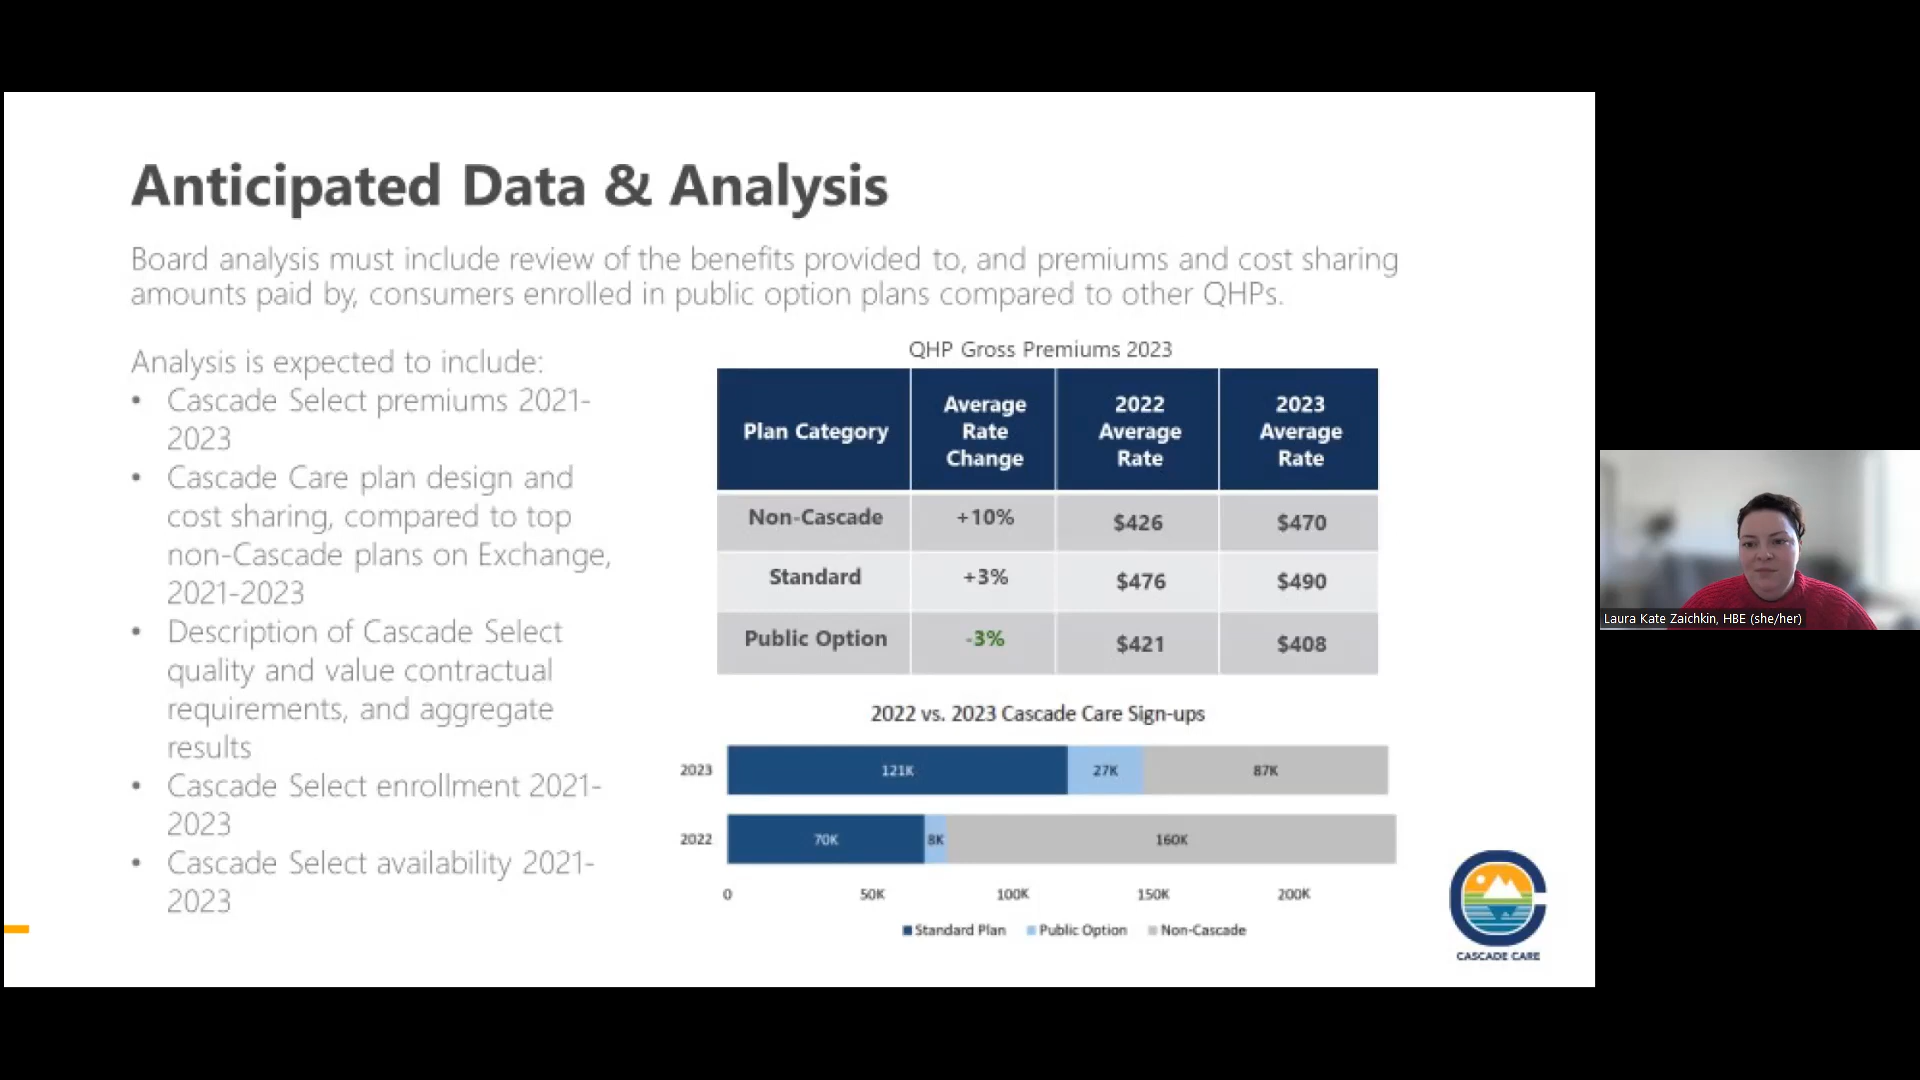 Anticipated Data & Analysis
Board analysis must include review of the benefits provided to, and premiums and cost sharing
amounts paid by, consumers enrolled in public option plans compared to other QHPs.
Analysis is expected to include:
• Cascade Select premiums 2021-
2023
• Cascade Care plan design and
cost sharing, compared to top
non-Cascade plans on Exchange,
2021-2023
• Description of Cascade Select
quality and value contractual
requirements, and aggregate
results
• Cascade Select enrollment 2021-
2023
• Cascade Select availability 2021-
2023
QHP Gross Premiums 2023
Plan Category
Average
Rate
Change
2022
Average
Rate
2023
Average
Rate
Non-Cascade +10% $426 $470
Standard +3% $476 $490
Public Option -3% $421 $408
2022 vs. 2023 Cascade Care Sign-ups
2023 121K 27K 87K
2022 70K 8K 160K
0 50K 100K 150K 200K
Standard Plan Public Option Non-Cascade
CASCADE CARE
Laura Kate Zaichkin, HBE (she/her)